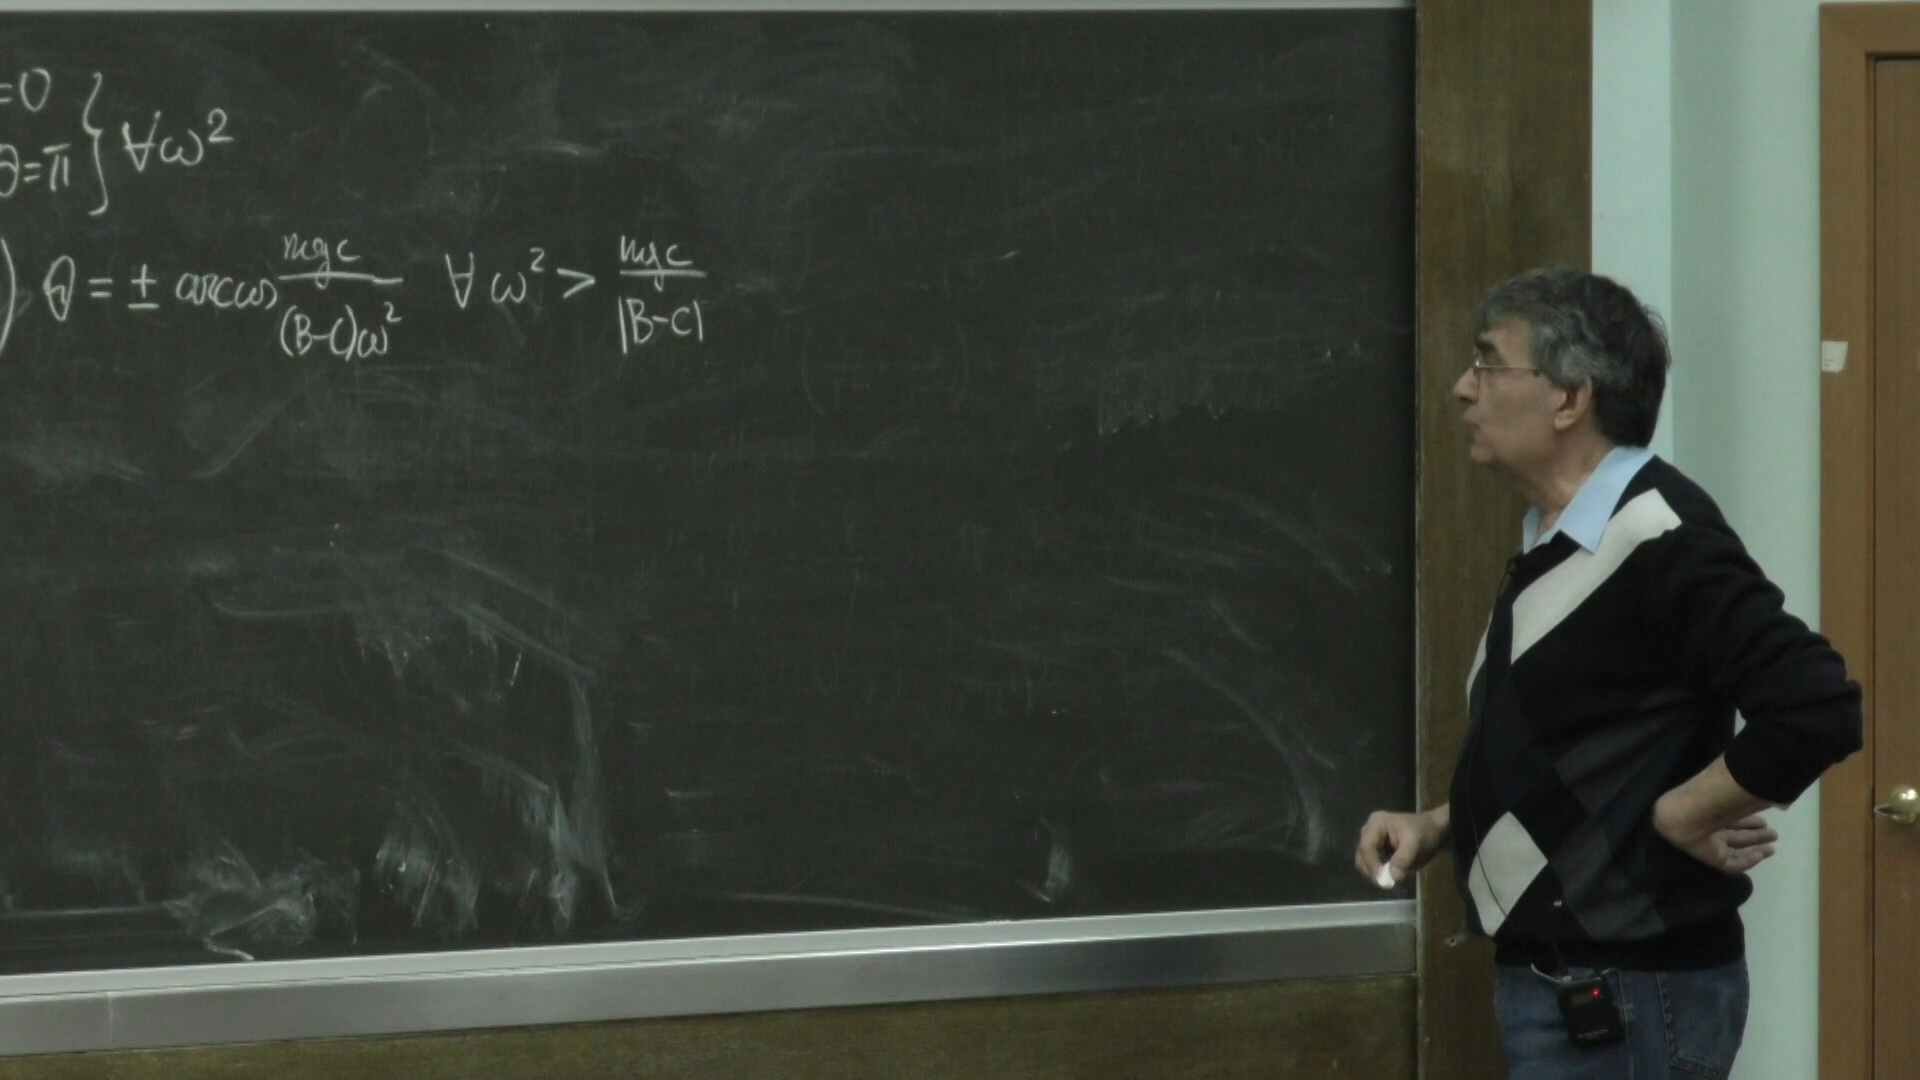 =0
θ=π } ∀ω²
) θ = ± arccos mgc / (B-C)ω² ∀ ω² > mgc / |B-C|